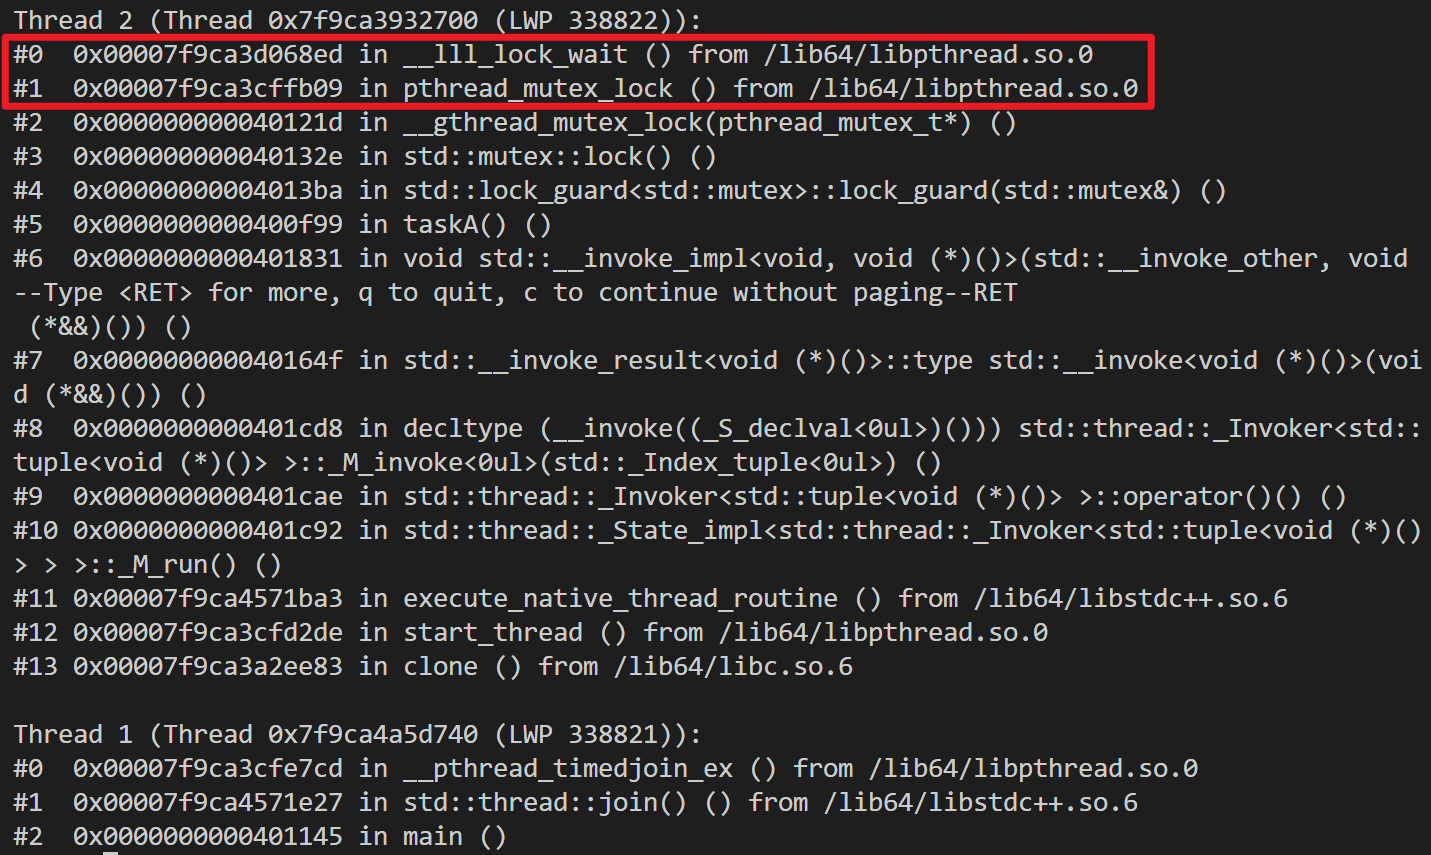 Thread 2 (Thread 0x7f9ca3932700 (LWP 338822)):
#0  0x00007f9ca3d068ed in __lll_lock_wait () from /lib64/libpthread.so.0
#1  0x00007f9ca3cffb09 in pthread_mutex_lock () from /lib64/libpthread.so.0
#2  0x000000000040121d in __gthread_mutex_lock(pthread_mutex_t*) ()
#3  0x000000000040132e in std::mutex::lock() ()
#4  0x00000000004013ba in std::lock_guard<std::mutex>::lock_guard(std::mutex&) ()
#5  0x0000000000400f99 in taskA() ()
#6  0x0000000000401831 in void std::__invoke_impl<void, void (*)()>(std::__invoke_other, void
--Type <RET> for more, q to quit, c to continue without paging--RET
 (*&&)()) ()
#7  0x000000000040164f in std::__invoke_result<void (*)()>::type std::__invoke<void (*)()>(voi
d (*&&)()) ()
#8  0x0000000000401cd8 in decltype (__invoke((_S_declval<0ul>)())) std::thread::_Invoker<std::
tuple<void (*)()> >::_M_invoke<0ul>(std::_Index_tuple<0ul>) ()
#9  0x0000000000401cae in std::thread::_Invoker<std::tuple<void (*)()> >::operator()() ()
#10 0x0000000000401c92 in std::thread::_State_impl<std::thread::_Invoker<std::tuple<void (*)()
> > >::_M_run() ()
#11 0x00007f9ca4571ba3 in execute_native_thread_routine () from /lib64/libstdc++.so.6
#12 0x00007f9ca3cfd2de in start_thread () from /lib64/libpthread.so.0
#13 0x00007f9ca3a2ee83 in clone () from /lib64/libc.so.6

Thread 1 (Thread 0x7f9ca4a5d740 (LWP 338821)):
#0  0x00007f9ca3cfe7cd in __pthread_timedjoin_ex () from /lib64/libpthread.so.0
#1  0x00007f9ca4571e27 in std::thread::join() () from /lib64/libstdc++.so.6
#2  0x0000000000401145 in main ()